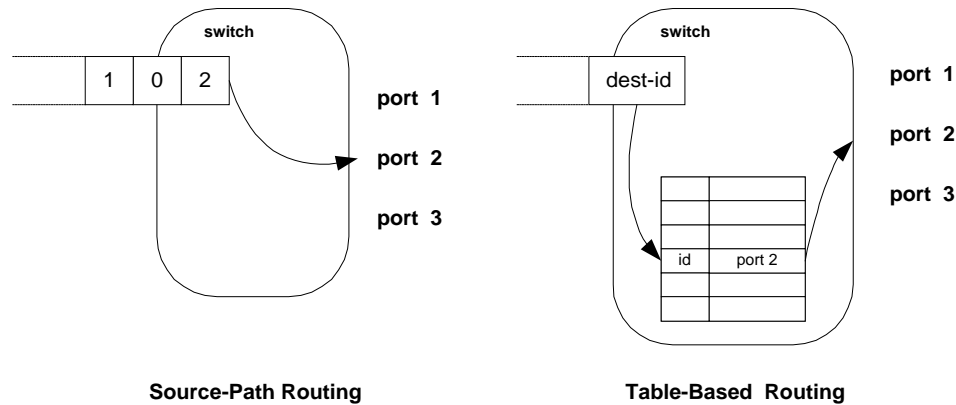 switch
1 0 2
port 1
port 2
port 3
Source-Path Routing
switch
dest-id
port 1
port 2
port 3
id port 2
Table-Based Routing